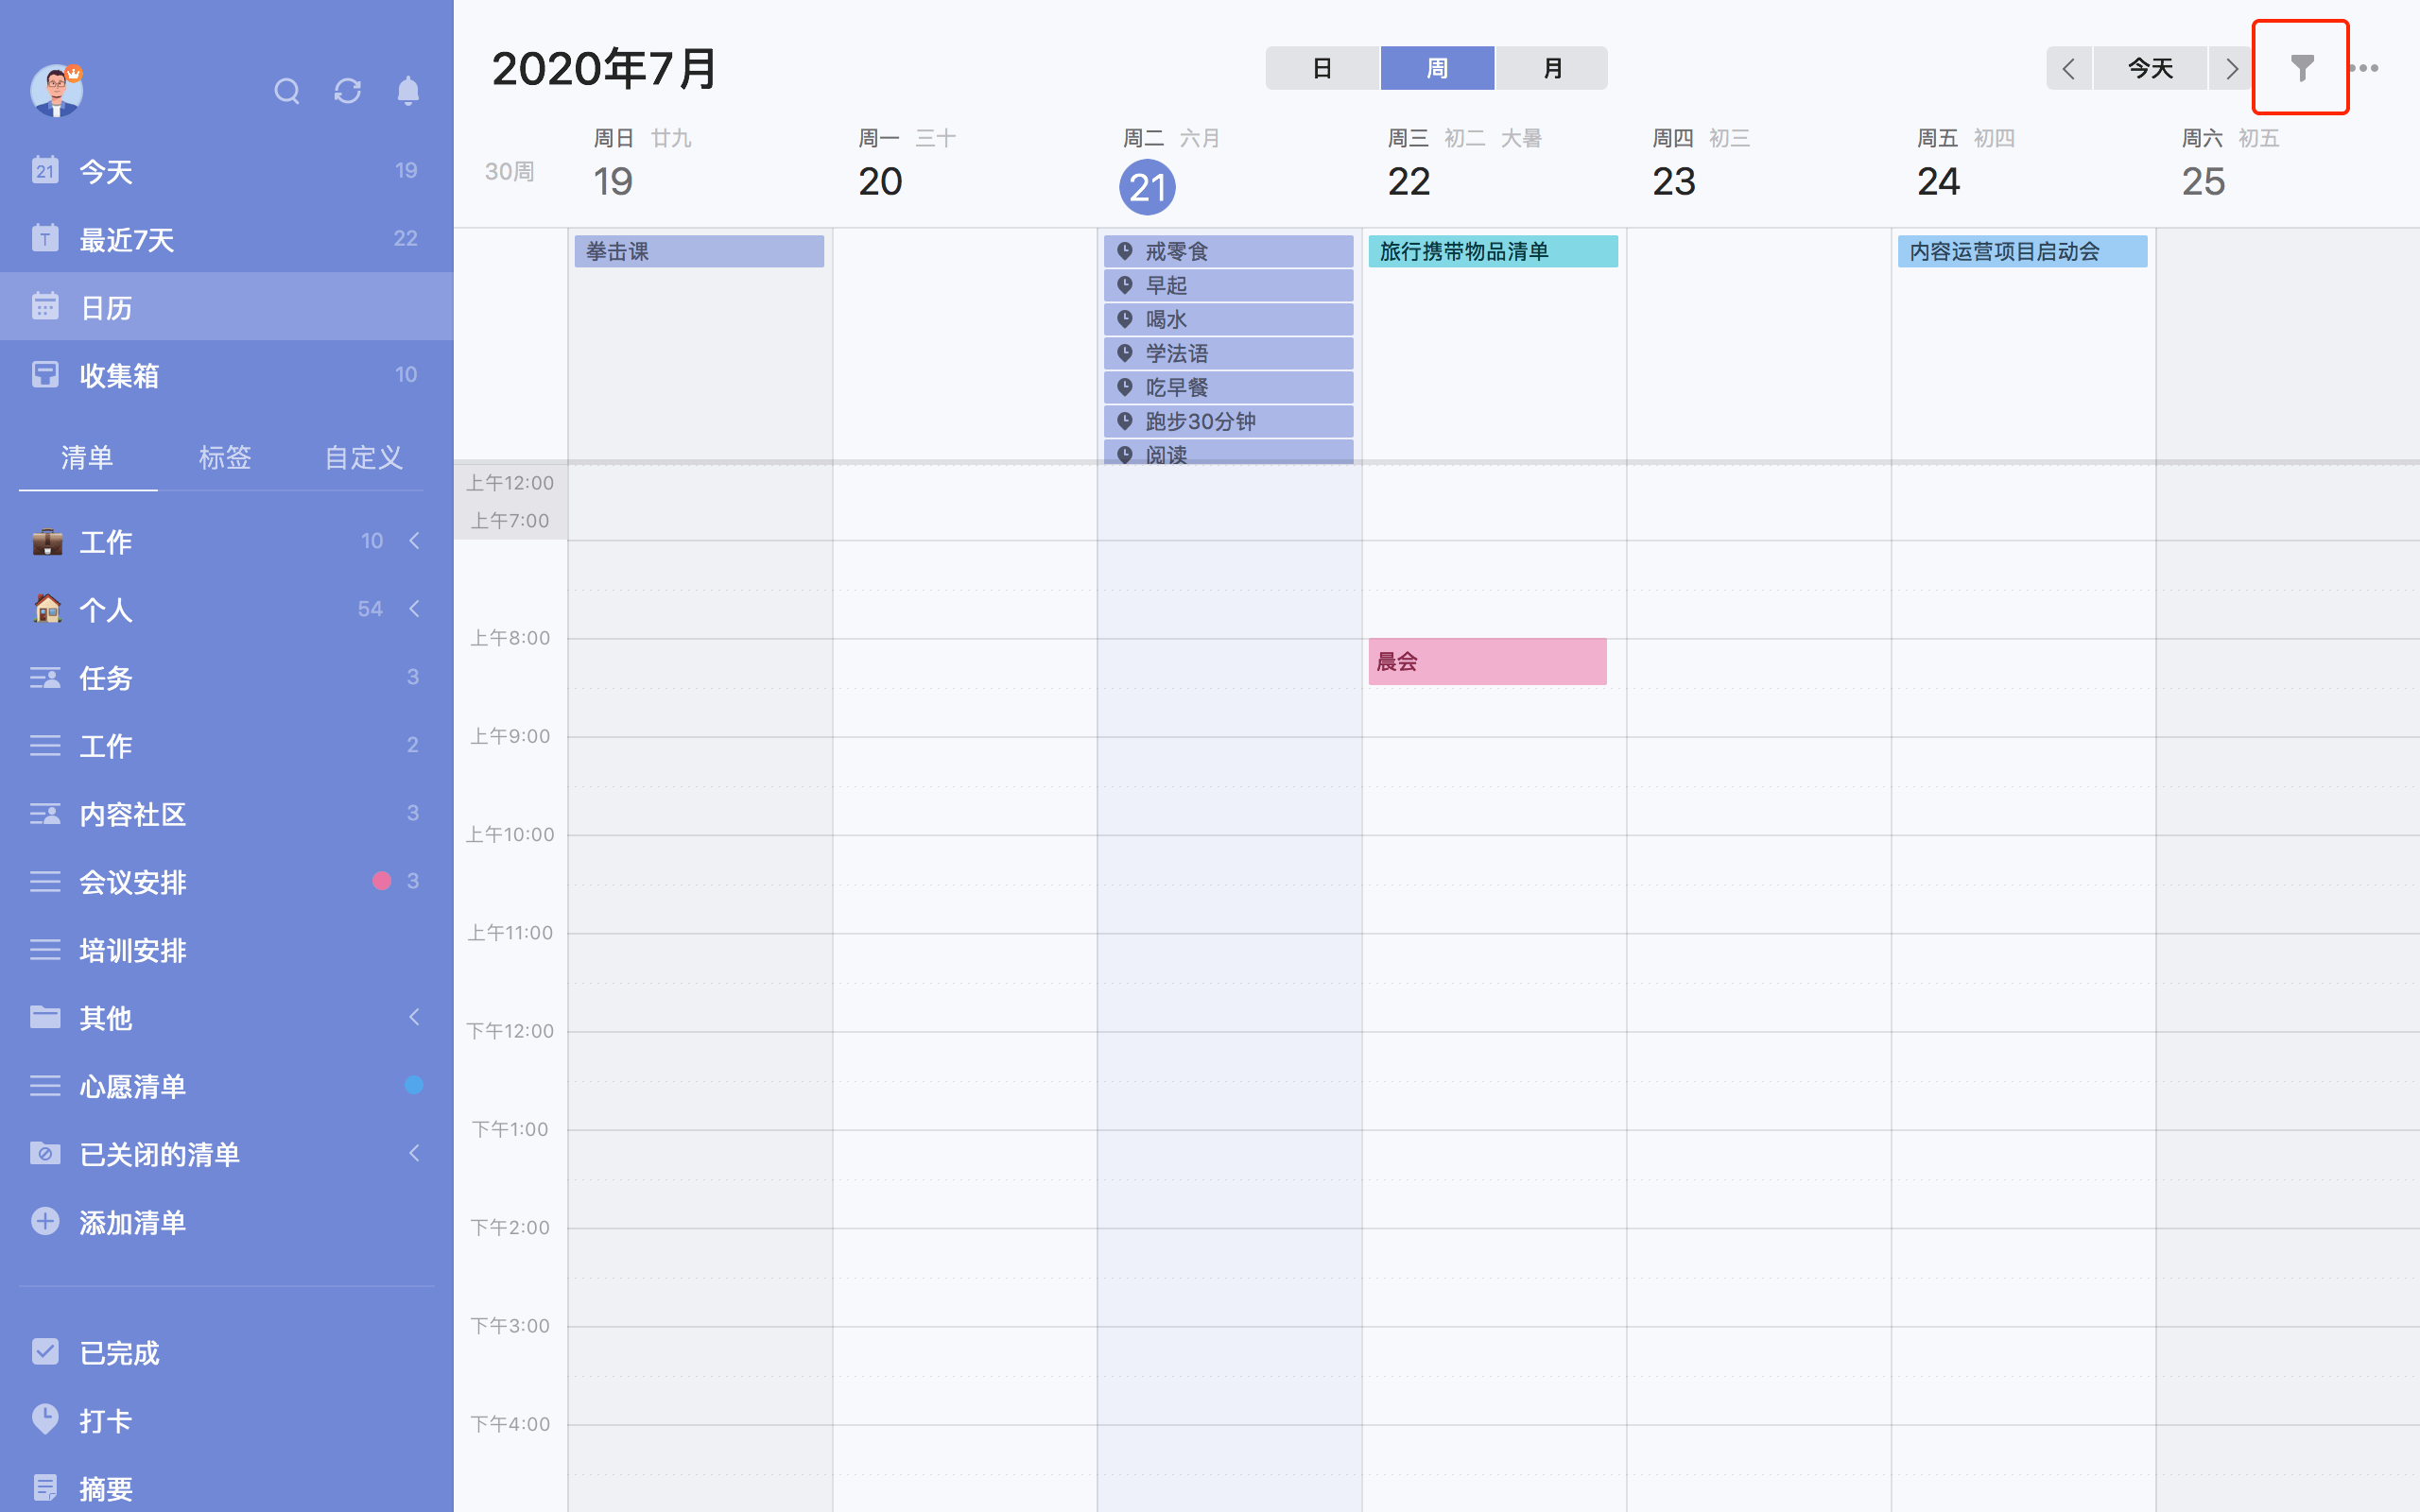 21
今天
19
T
最近7天
22
日历
收集箱
10
清单
标签
自定义
工作
10
个人
54
任务
3
工作
2
内容社区
3
会议安排
3
培训安排
其他
心愿清单
已关闭的清单
添加清单
已完成
打卡
摘要
2020年7月
日
周
月
今天
30周
周日 廿九
19
周一 三十
20
周二 六月
21
周三 初二 大暑
22
周四 初三
23
周五 初四
24
周六 初五
25
拳击课
戒零食
早起
喝水
学法语
吃早餐
跑步30分钟
阅读
旅行携带物品清单
内容运营项目启动会
上午12:00
上午7:00
上午8:00
晨会
上午9:00
上午10:00
上午11:00
下午12:00
下午1:00
下午2:00
下午3:00
下午4:00